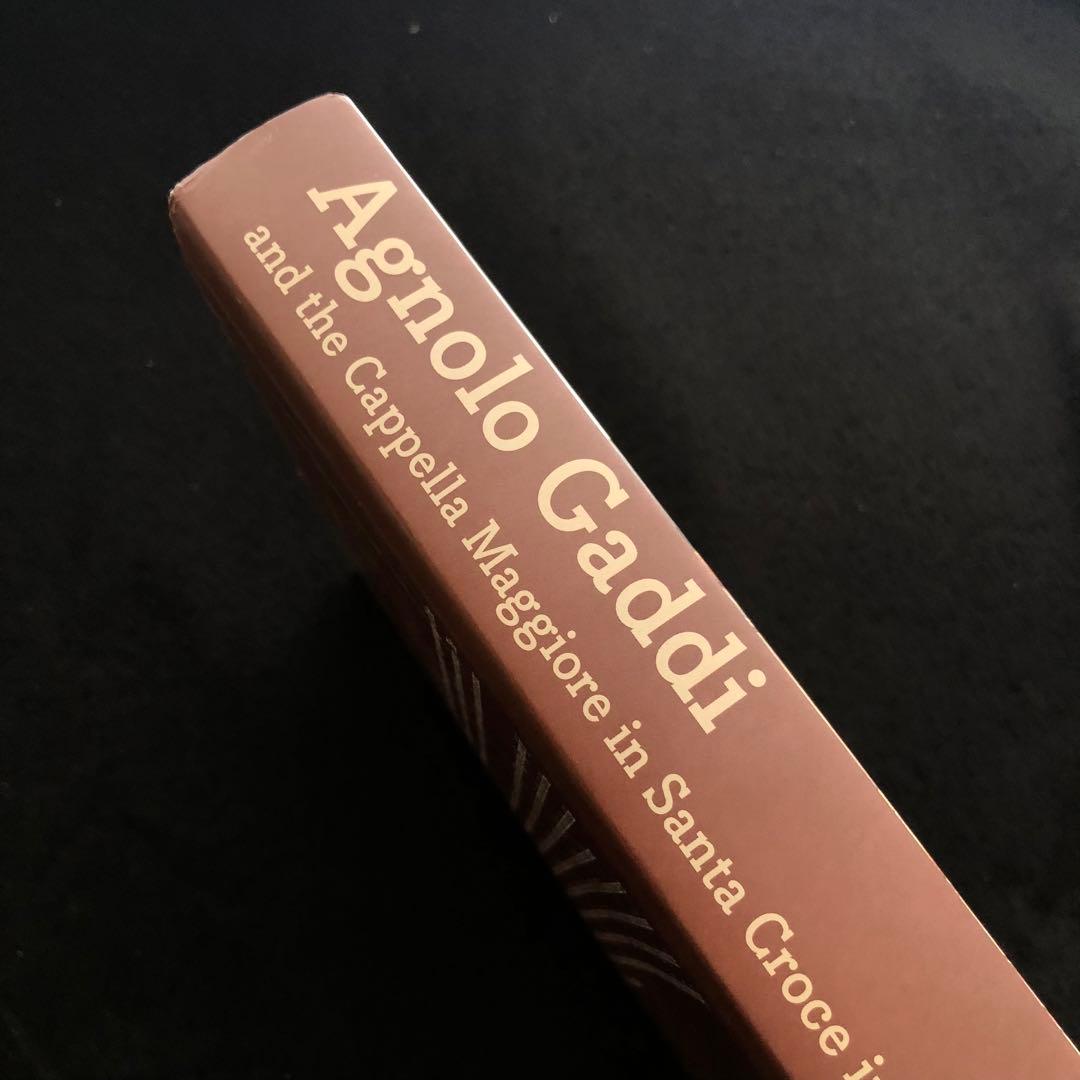 Agnolo Gaddi
and the Cappella Maggiore in Santa Croce